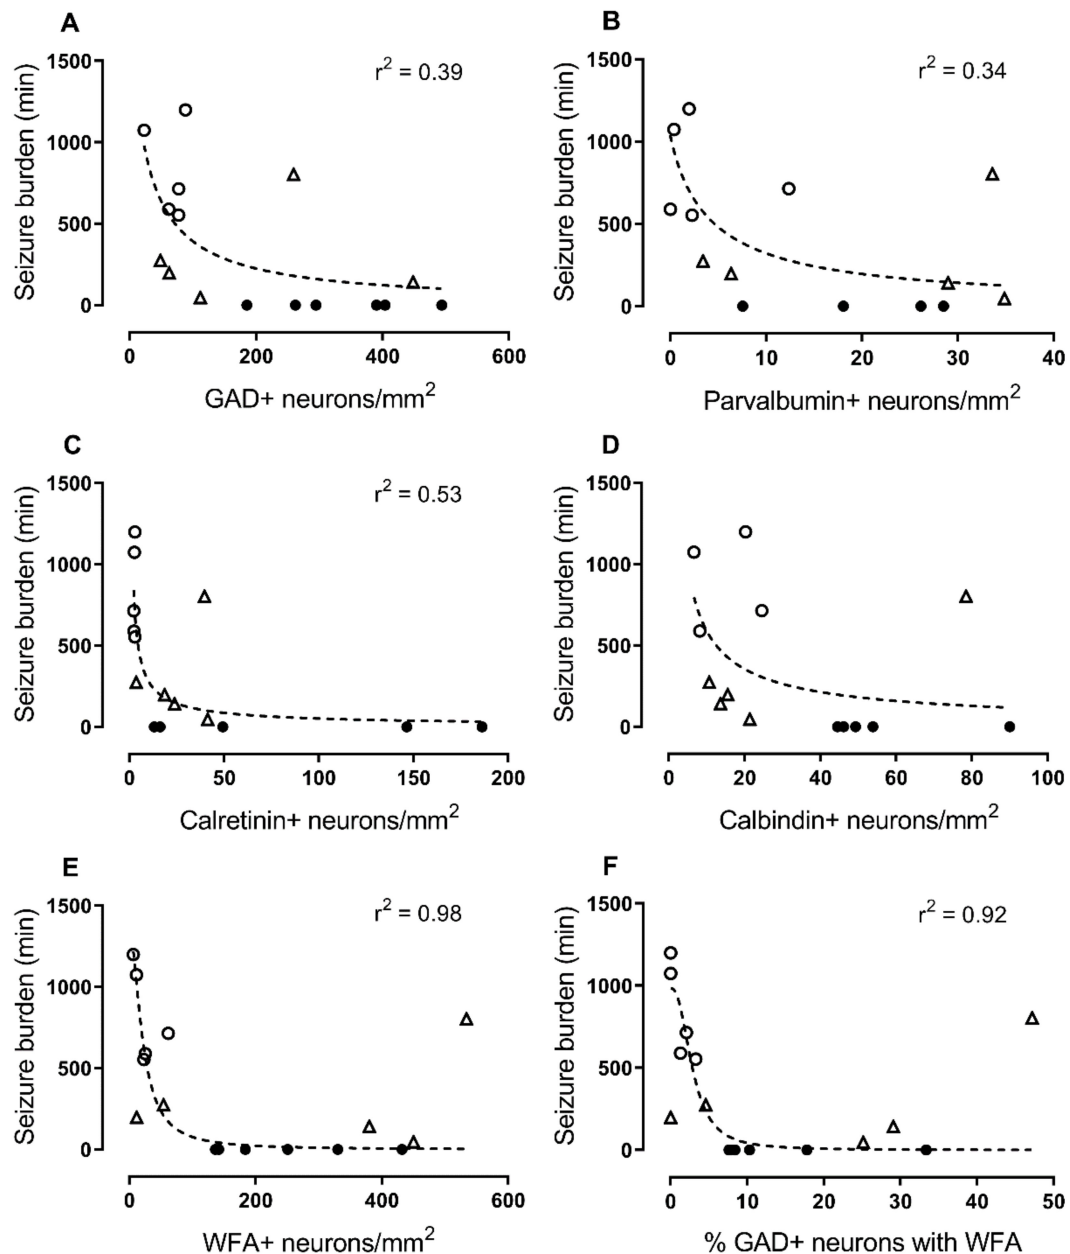 A
B
r² = 0.39
r² = 0.34
Seizure burden (min)
1500
1000
500
0
0 200 400 600
GAD+ neurons/mm²
Seizure burden (min)
1500
1000
500
0
0 10 20 30 40
Parvalbumin+ neurons/mm²
C
D
r² = 0.53
Seizure burden (min)
1500
1000
500
0
0 50 100 150 200
Calretinin+ neurons/mm²
Seizure burden (min)
1500
1000
500
0
0 20 40 60 80 100
Calbindin+ neurons/mm²
E
F
r² = 0.98
r² = 0.92
Seizure burden (min)
1500
1000
500
0
0 200 400 600
WFA+ neurons/mm²
Seizure burden (min)
1500
1000
500
0
0 10 20 30 40 50
% GAD+ neurons with WFA